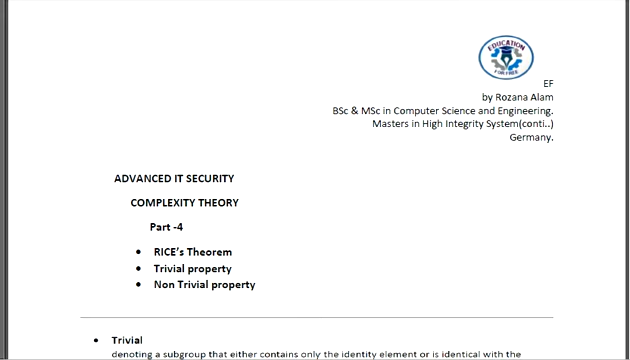 EDUCATION
FOR FREE
EF
by Rozana Alam
BSc & MSc in Computer Science and Engineering.
Masters in High Integrity System(conti..)
Germany.
ADVANCED IT SECURITY
COMPLEXITY THEORY
Part -4
• RICE's Theorem
• Trivial property
• Non Trivial property
• Trivial
denoting a subgroup that either contains only the identity element or is identical with the